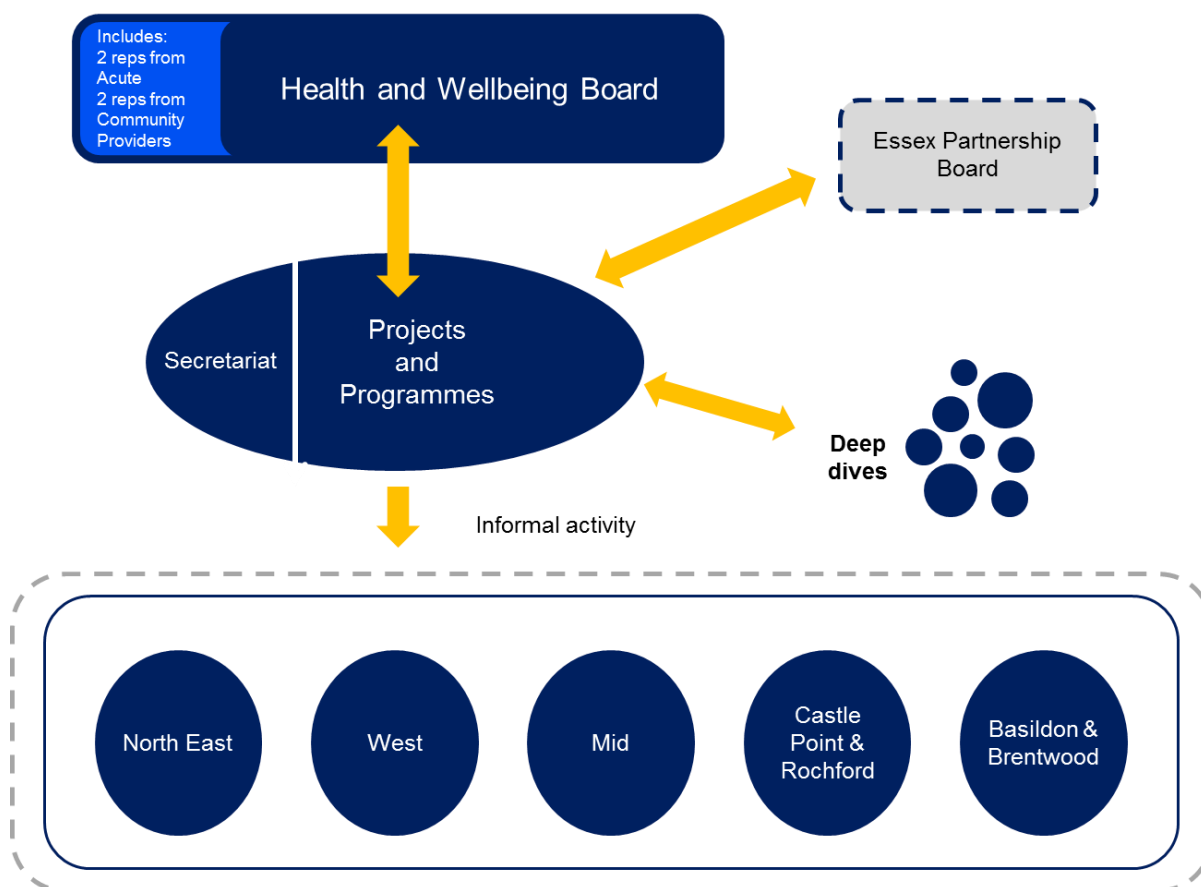 Includes:
2 reps from
Acute
2 reps from
Community
Providers
Health and Wellbeing Board
Essex Partnership
Board
Secretariat
Projects
and
Programmes
Deep
dives
Informal activity
North East
West
Mid
Castle
Point &
Rochford
Basildon &
Brentwood